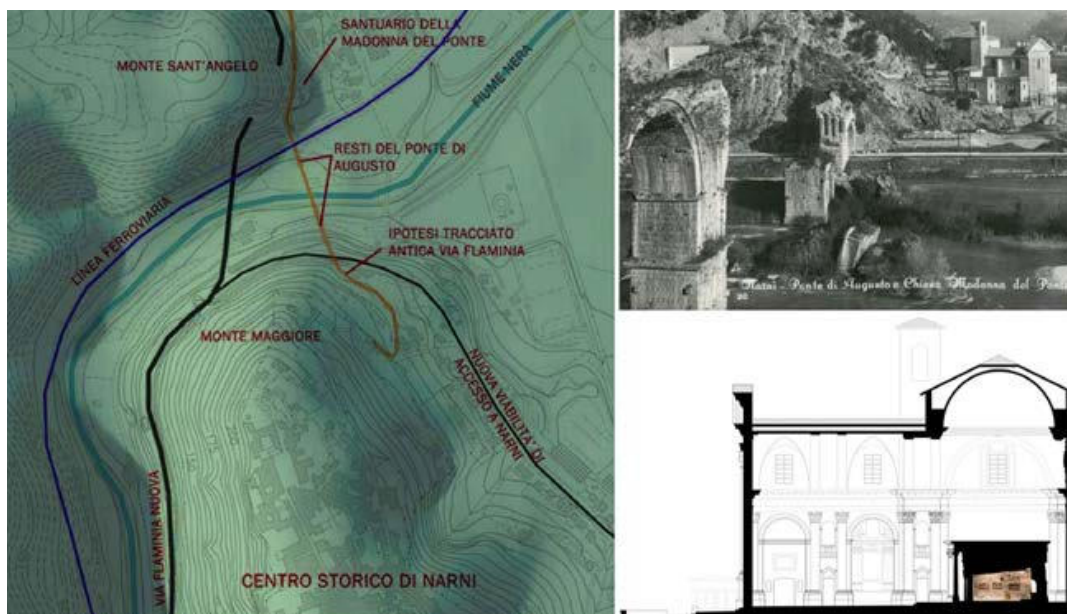 SANTUARIO DELLA
MADONNA DEL PONTE
MONTE SANT'ANGELO
FIUME NERA
RESTI DEL PONTE DI
AUGUSTO
LINEA FERROVIARIA
IPOTESI TRACCIATO
ANTICA VIA FLAMINIA
MONTE MAGGIORE
NUOVA VIABILITA' DI
ACCESSO A NARNI
VIA FLAMINIA NUOVA
CENTRO STORICO DI NARNI
Narni - Ponte di Augusto e Chiesa Madonna del Ponte